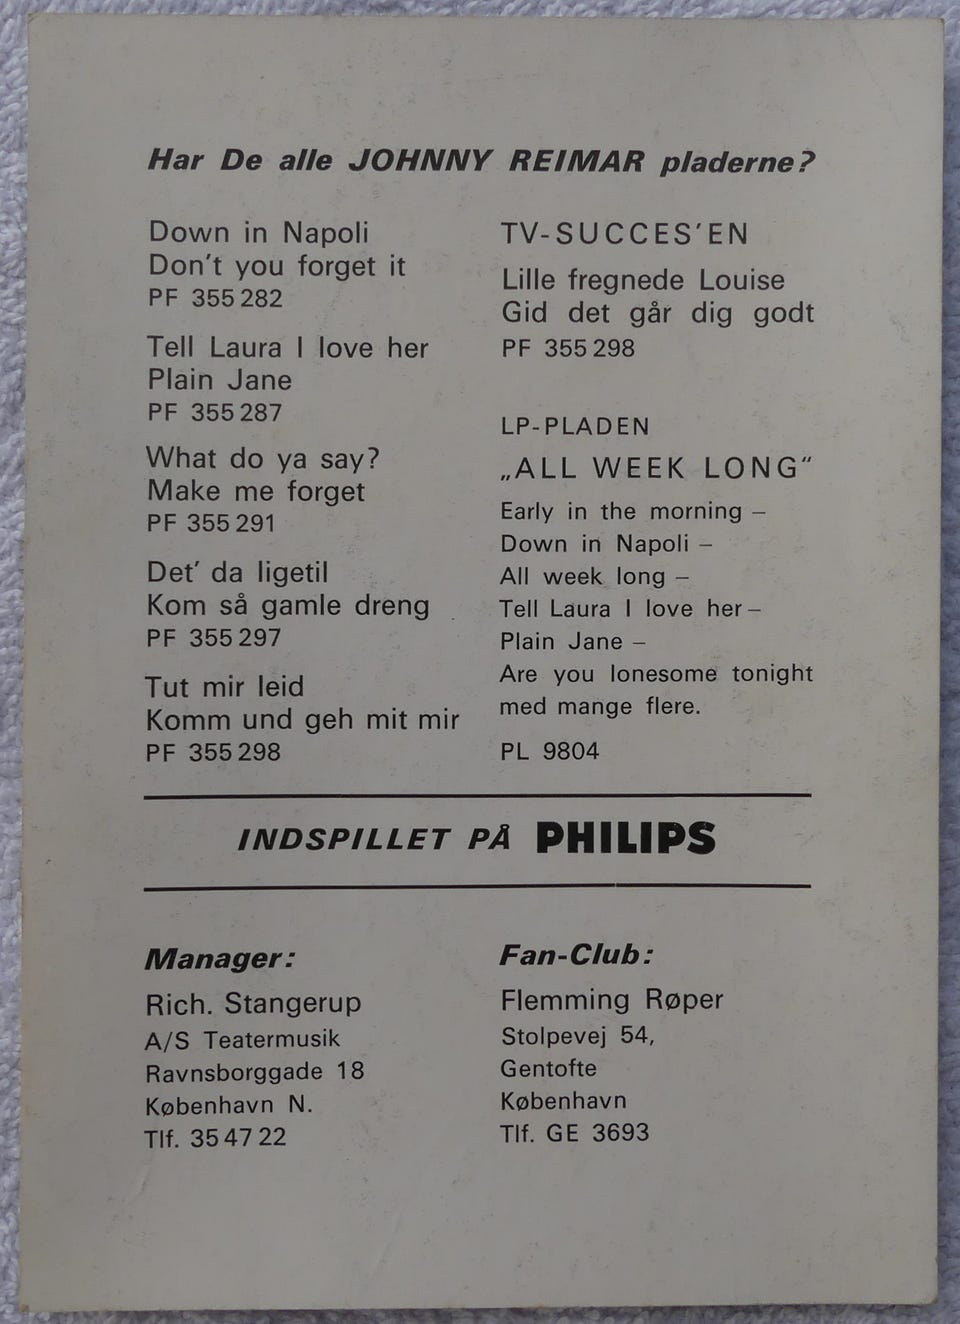 Har De alle JOHNNY REIMAR pladerne?
Down in Napoli
Don't you forget it
PF 355 282
Tell Laura I love her
Plain Jane
PF 355 287
What do ya say?
Make me forget
PF 355 291
Det' da ligetil
Kom så gamle dreng
PF 355 297
Tut mir leid
Komm und geh mit mir
PF 355 298
TV-SUCCES'EN
Lille fregnede Louise
Gid det går dig godt
PF 355 298
LP-PLADEN
„ALL WEEK LONG“
Early in the morning –
Down in Napoli –
All week long –
Tell Laura I love her –
Plain Jane –
Are you lonesome tonight
med mange flere.
PL 9804
INDSPILLET PÅ PHILIPS
Manager:
Rich. Stangerup
A/S Teatermusik
Ravnsborggade 18
København N.
Tlf. 35 47 22
Fan-Club:
Flemming Røper
Stolpevej 54,
Gentofte
København
Tlf. GE 3693